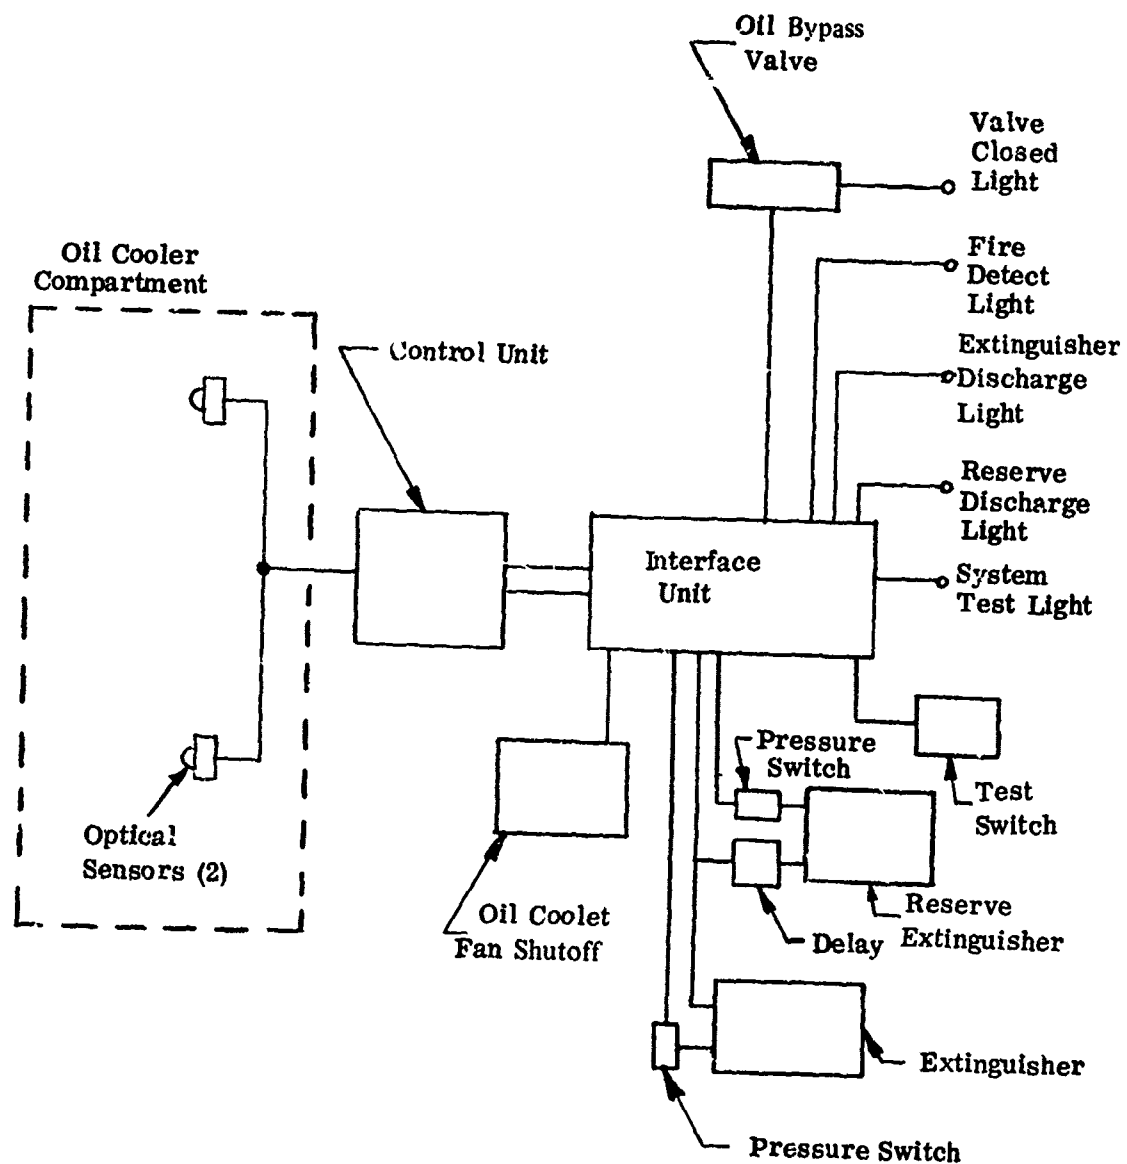 Oil Bypass
Valve
Valve
Closed
Light
Oil Cooler
Compartment
Fire
Detect
Light
Control Unit
Extinguisher
Discharge
Light
Reserve
Discharge
Light
Interface
Unit
System
Test Light
Pressure
Switch
Test
Switch
Optical
Sensors (2)
Oil Coolet
Fan Shutoff
Reserve
Extinguisher
Delay
Extinguisher
Pressure Switch